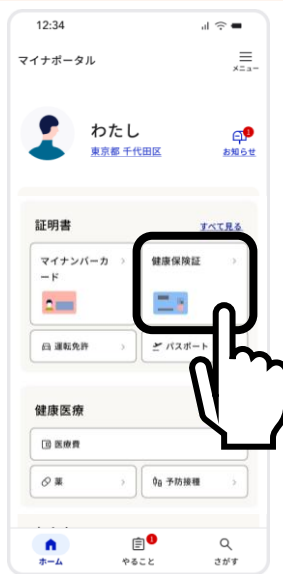 12:34
マイナポータル
メニュー
わたし
東京都 千代田区
1
お知らせ
証明書
すべて見る
マイナンバーカ
ード
健康保険証
運転免許
パスポート
健康医療
医療費
薬
予防接種
1
ホーム
やること
さがす